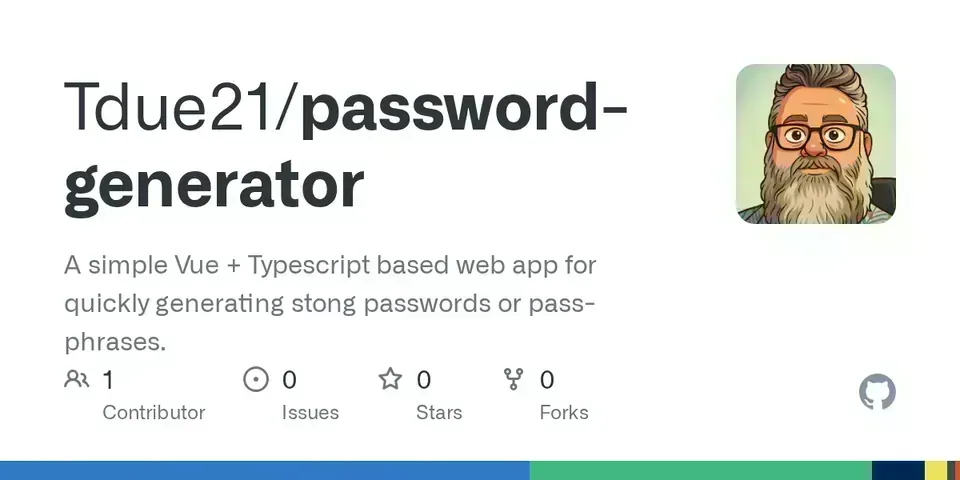 Tdue21/password-
generator
A simple Vue + Typescript based web app for
quickly generating stong passwords or pass-
phrases.
1 0 0 0
Contributor Issues Stars Forks